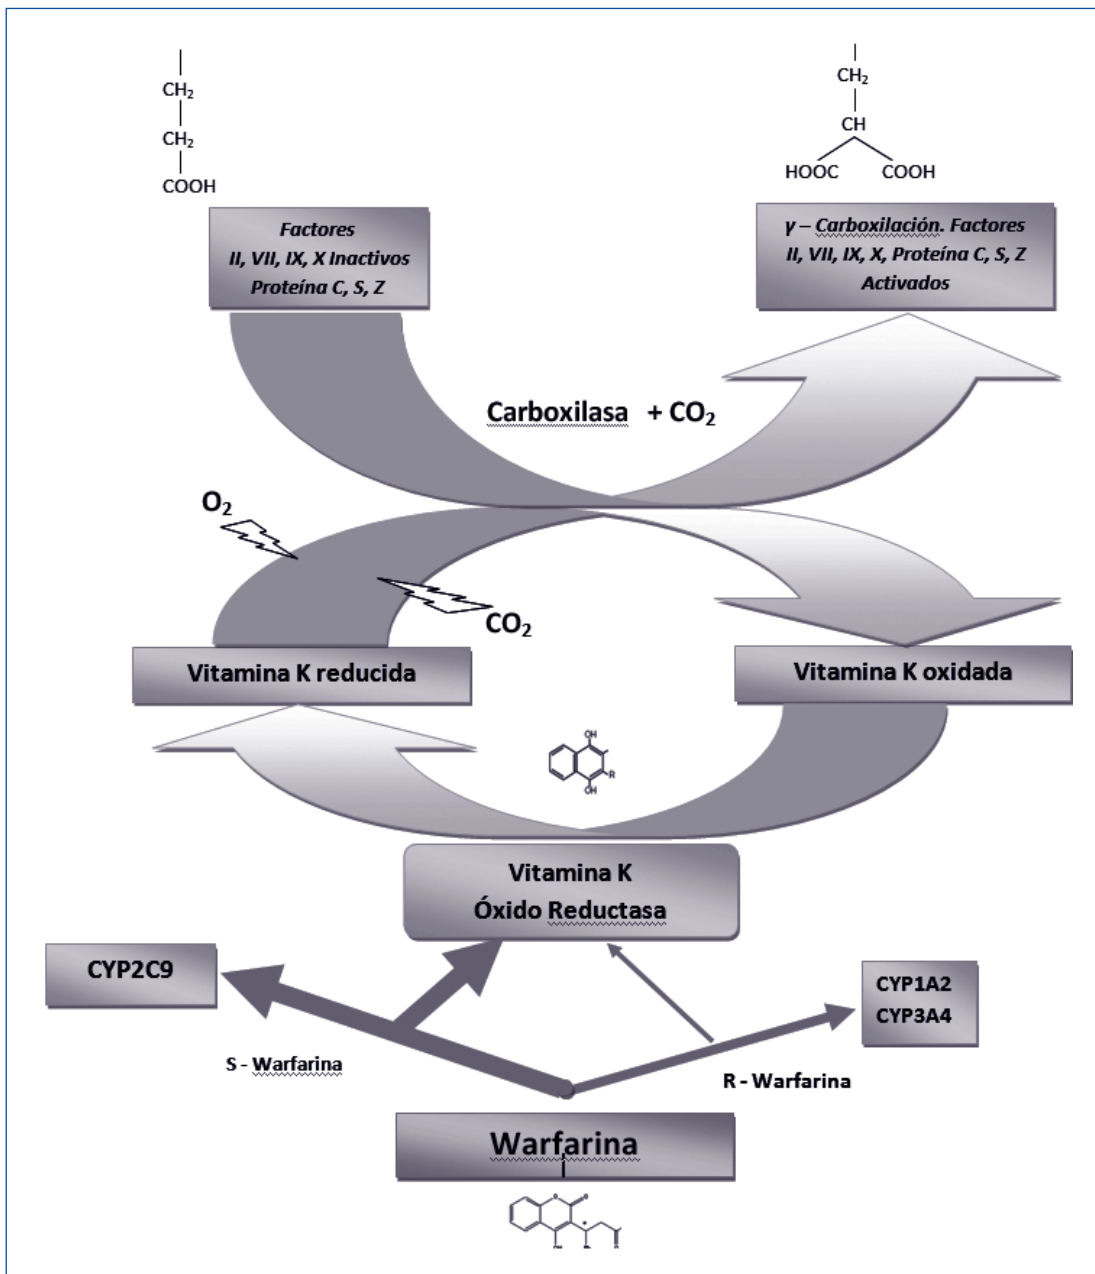 CH₂
CH₂
COOH
CH₂
CH
HOOC COOH
Factores
II, VII, IX, X Inactivos
Proteína C, S, Z
γ – Carboxilación. Factores
II, VII, IX, X, Proteína C, S, Z
Activados
Carboxilasa + CO₂
O₂
CO₂
Vitamina K reducida
Vitamina K oxidada
OH
R
OH
Vitamina K
Óxido Reductasa
CYP2C9
CYP1A2
CYP3A4
S - Warfarina
R - Warfarina
Warfarina
O O
*
OH O